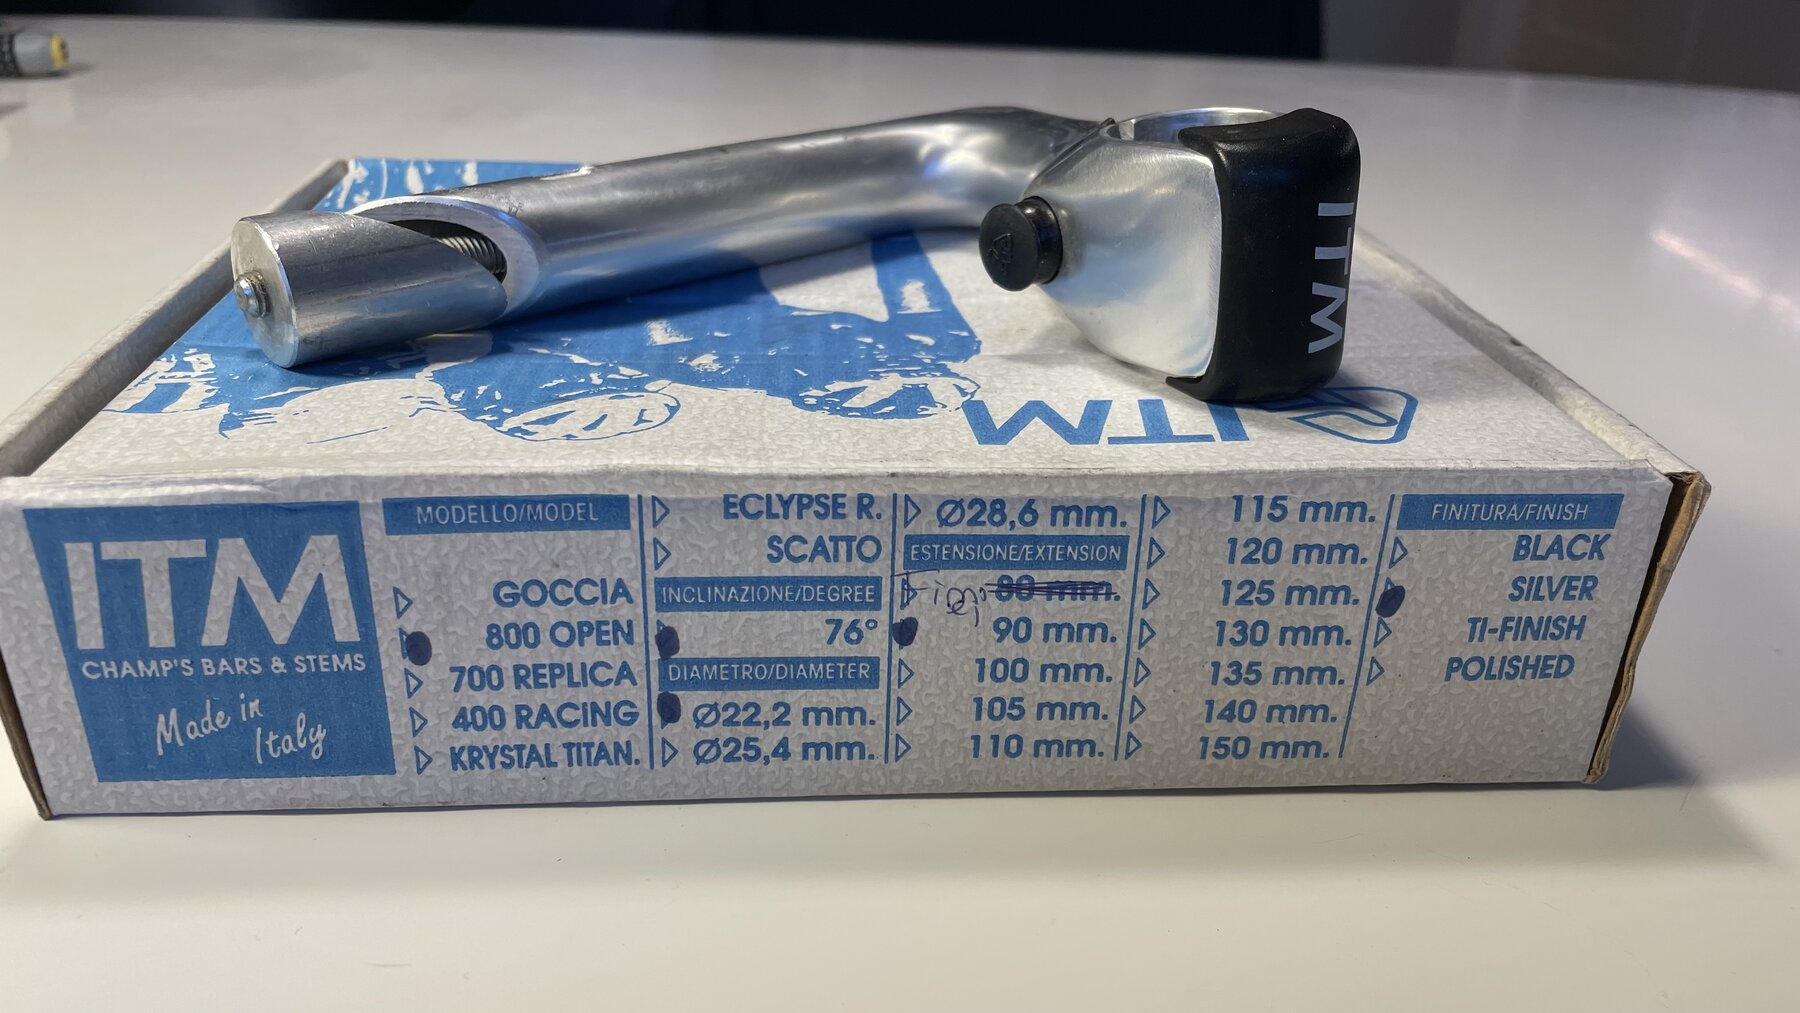 ITM
ITM
ITM
CHAMP'S BARS & STEMS
Made in
Italy
MODELLO/MODEL
GOCCIA
800 OPEN
700 REPLICA
400 RACING
KRYSTAL TITAN.
ECLYPSE R.
SCATTO
INCLINAZIONE/DEGREE
76°
DIAMETRO/DIAMETER
Ø22,2 mm.
Ø25,4 mm.
Ø28,6 mm.
ESTENSIONE/EXTENSION
80 mm.
90 mm.
100 mm.
105 mm.
110 mm.
115 mm.
120 mm.
125 mm.
130 mm.
135 mm.
140 mm.
150 mm.
FINITURA/FINISH
BLACK
SILVER
TI-FINISH
POLISHED